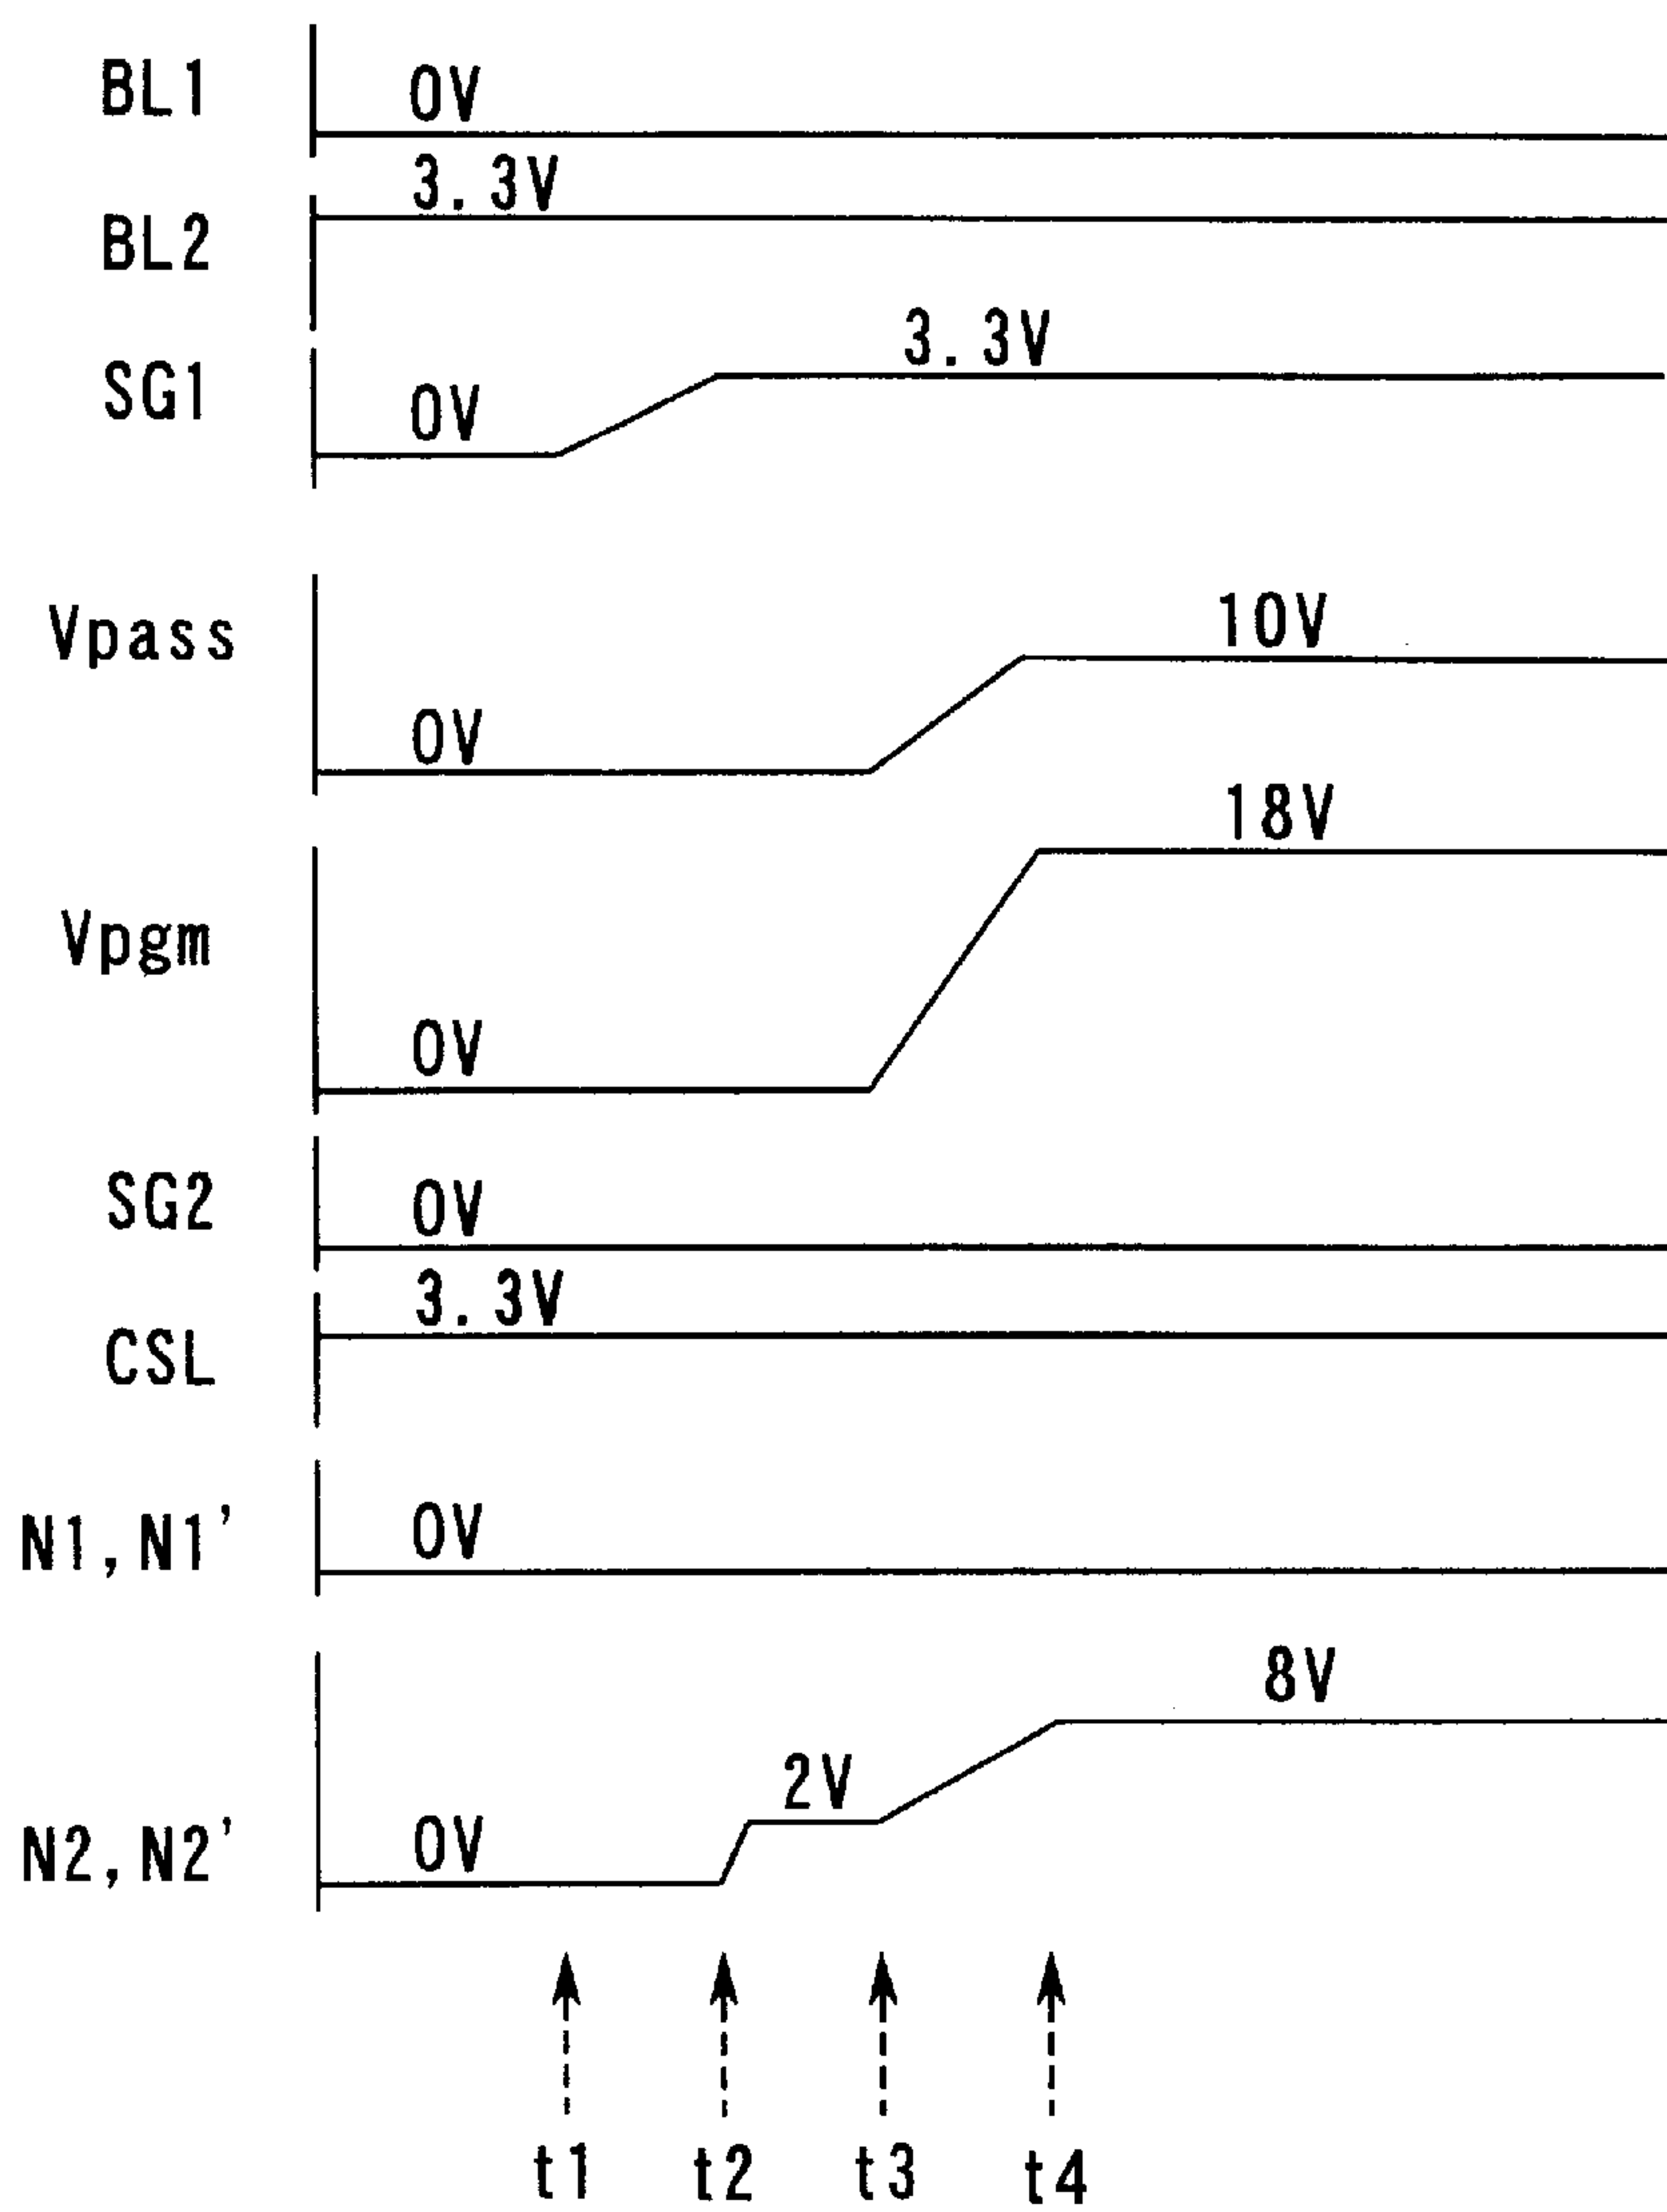 BL1 0V
3.3V
BL2
3.3V
SG1 0V
10V
Vpass
0V
18V
Vpgm
0V
SG2 0V
3.3V
CSL
N1,N1' 0V
8V
2V
N2,N2' 0V
t1 t2 t3 t4